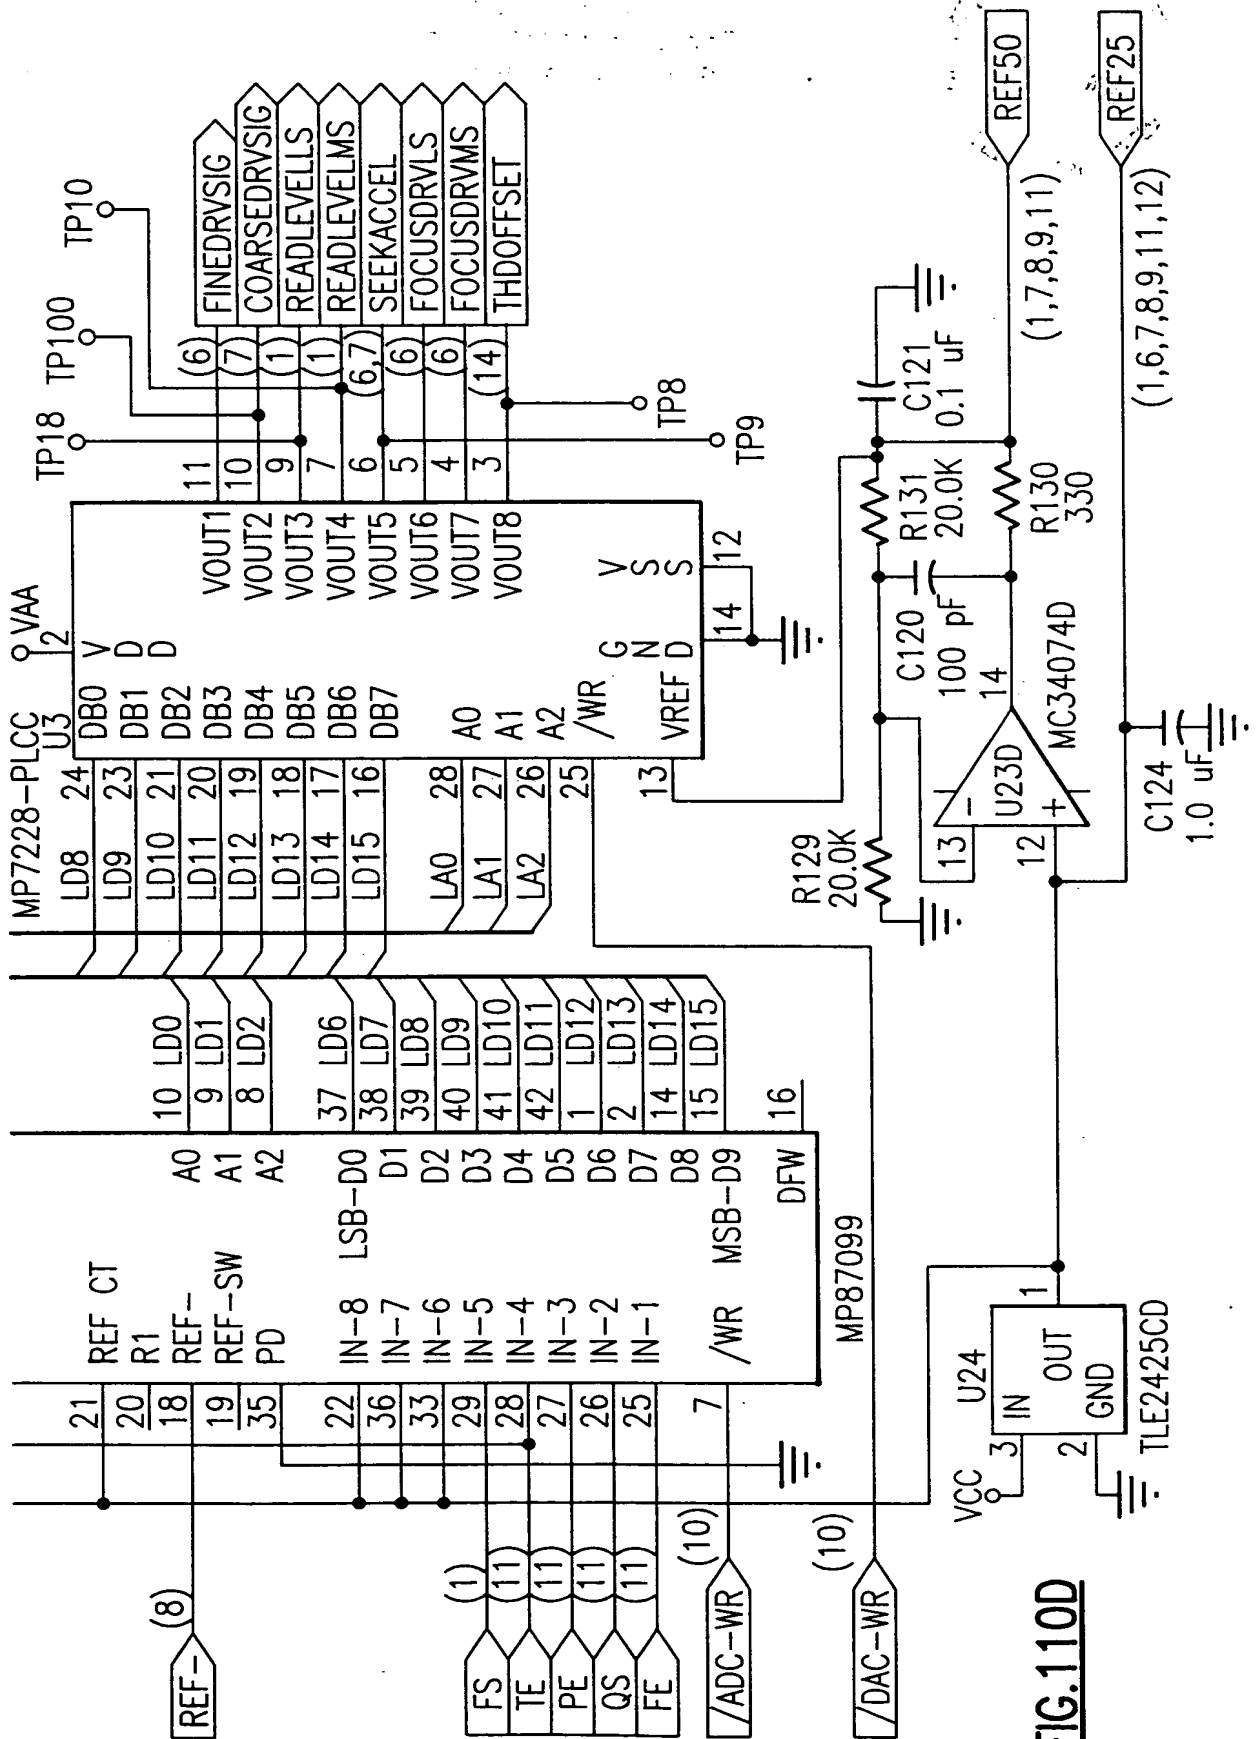 MP7228-PLCC
U3
VAA
2
V
D
D
LD8 24 DB0
LD9 23 DB1
LD10 21 DB2
LD11 20 DB3
LD12 19 DB4
LD13 18 DB5
LD14 17 DB6
LD15 16 DB7
LA0 28 A0
LA1 27 A1
LA2 26 A2
25 /WR
13 VREF
G
N
D
14
V
S
S
12
VOUT1 11 (6) FINEDRVSIG
VOUT2 10 (7) COARSEDRVSIG
VOUT3 9 (1) READLEVELLS
VOUT4 7 (1) READLEVELMS
VOUT5 6 (6,7) SEEKACCEL
VOUT6 5 (6) FOCUSDRVLS
VOUT7 4 (6) FOCUSDRVMS
VOUT8 3 (14) THDOFFSET
TP18
TP100
TP10
TP9
TP8
21 REF CT
20 R1
REF- (8) 18 REF-
19 REF-SW
35 PD
22 IN-8
36 IN-7
33 IN-6
FS (1) 29 IN-5
TE (11) 28 IN-4
PE (11) 27 IN-3
QS (11) 26 IN-2
FE (11) 25 IN-1
/ADC-WR (10) 7 /WR
/DAC-WR (10)
A0 10 LD0
A1 9 LD1
A2 8 LD2
LSB-D0 37 LD6
D1 38 LD7
D2 39 LD8
D3 40 LD9
D4 41 LD10
D5 42 LD11
D6 1 LD12
D7 2 LD13
D8 14 LD14
MSB-D9 15 LD15
DFW 16
MP87099
R129
20.0K
C120
100 pF
R131
20.0K
C121
0.1 uF
13
-
12
+
U23D
14
MC34074D
R130
330
REF50
(1,7,8,9,11)
REF25
(1,6,7,8,9,11,12)
C124
1.0 uF
VCC
3
2
IN
OUT
GND
1
U24
TLE2425CD
FIG.110D